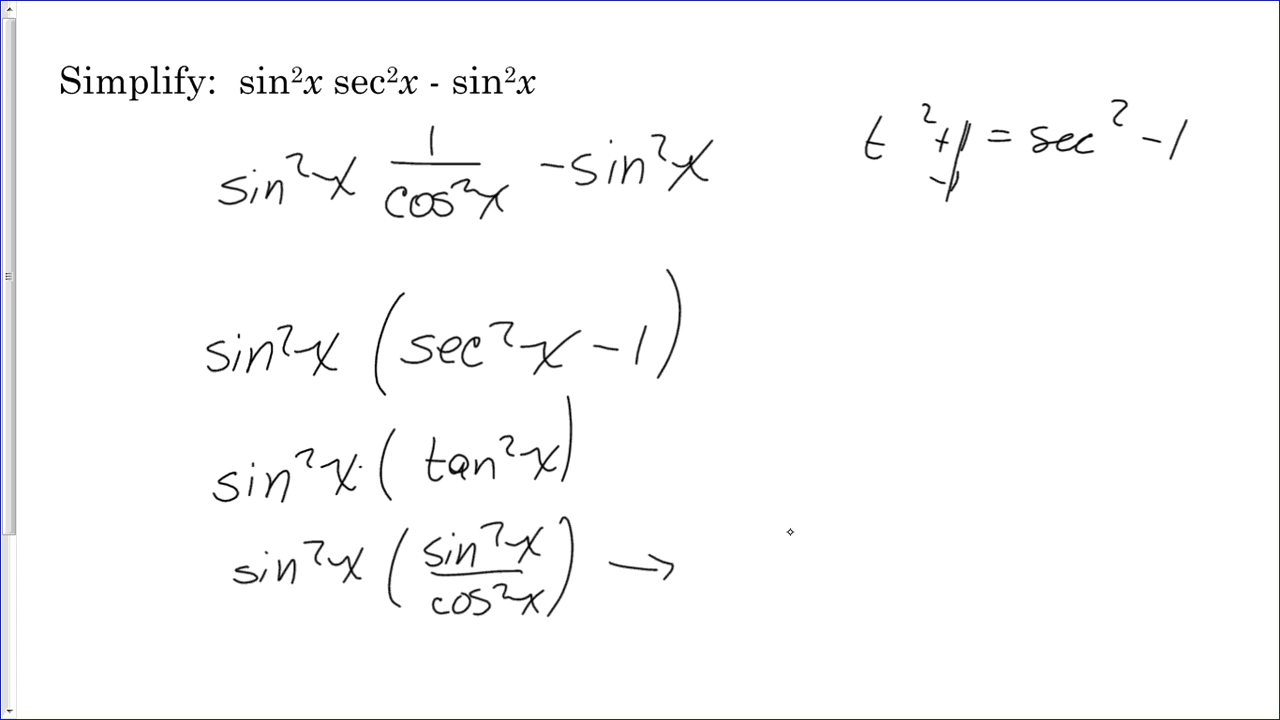 Simplify: sin²x sec²x - sin²x
sin²x 1/cos²x - sin²x
t² + 1 = sec² - 1
-1
sin²x (sec²x - 1)
sin²x · (tan²x)
sin²x (sin²x/cos²x) →